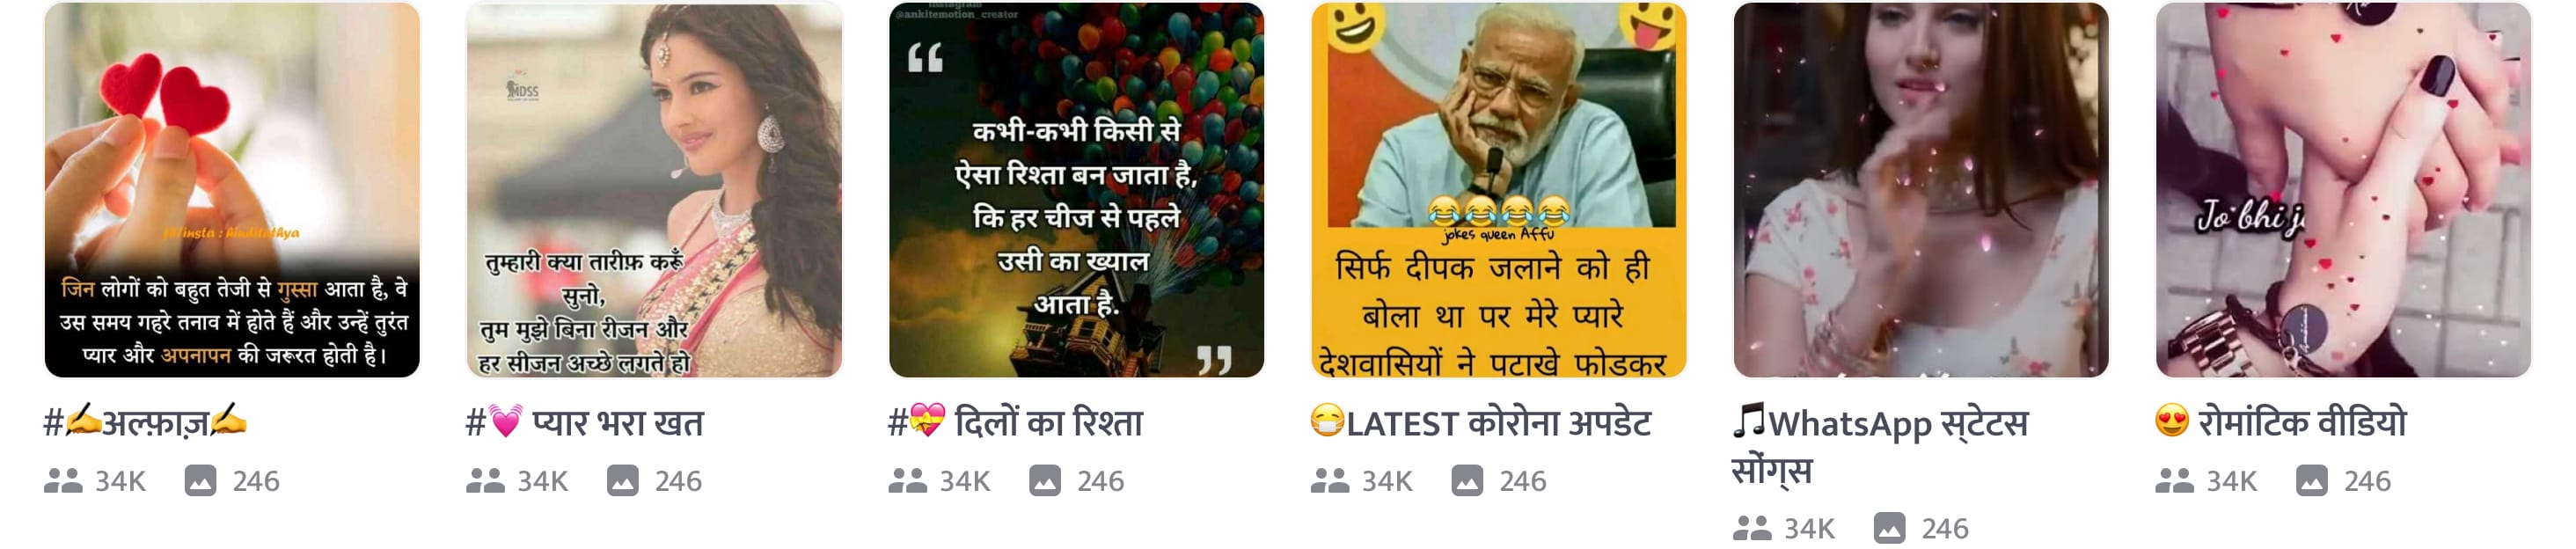 जिन लोगों को बहुत तेजी से गुस्सा आता है, वे
उस समय गहरे तनाव में होते हैं और उन्हें तुरंत
प्यार और अपनापन की जरूरत होती है।
#✍️अल्फ़ाज़✍️
34K 246
MDSS
तुम्हारी क्या तारीफ़ करूँ
सुनो,
तुम मुझे बिना रीजन और
हर सीजन अच्छे लगते हो
#💓 प्यार भरा खत
34K 246
@ankitemotion_creator
“
कभी-कभी किसी से
ऐसा रिश्ता बन जाता है,
कि हर चीज से पहले
उसी का ख्याल
आता है.
”
#💝 दिलों का रिश्ता
34K 246
😂😂😂😂
jokes queen Affu
सिर्फ दीपक जलाने को ही
बोला था पर मेरे प्यारे
देशवासियों ने पटाखे फोडकर
😷LATEST कोरोना अपडेट
34K 246
🎵WhatsApp स्टेटस
सोंग्स
34K 246
Jo bhi
😍 रोमांटिक वीडियो
34K 246